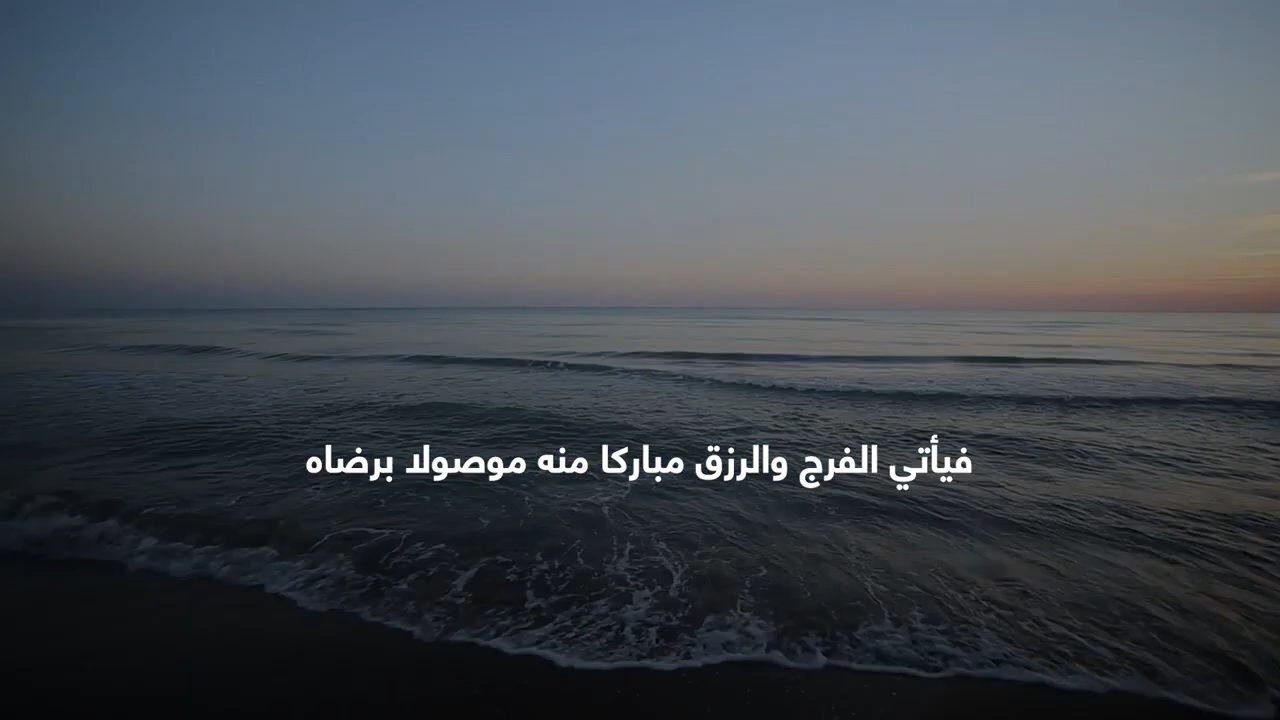 فيأتي الفرج والرزق مباركا منه موصولا برضاه